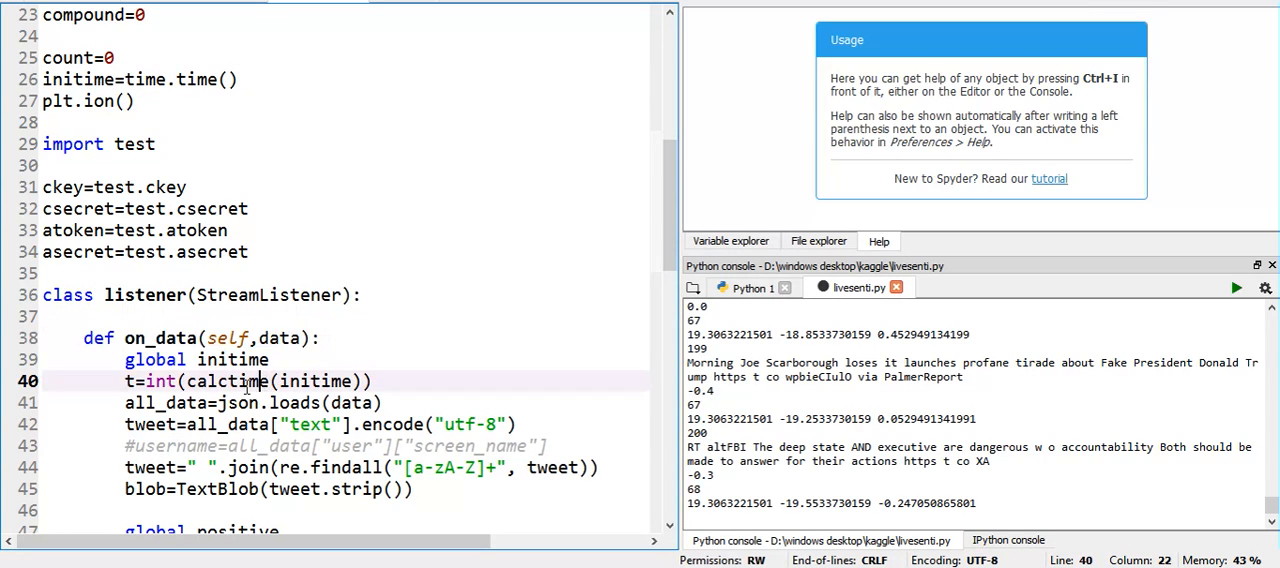 23 compound=0
24
25 count=0
26 initime=time.time()
27 plt.ion()
28
29 import test
30
31 ckey=test.ckey
32 csecret=test.csecret
33 atoken=test.atoken
34 asecret=test.asecret
35
36 class listener(StreamListener):
37
38 def on_data(self,data):
39 global initime
40 t=int(calctime(initime))
41 all_data=json.loads(data)
42 tweet=all_data["text"].encode("utf-8")
43 #username=all_data["user"]["screen_name"]
44 tweet=" ".join(re.findall("[a-zA-Z]+", tweet))
45 blob=TextBlob(tweet.strip())
46
47 global positive
Usage
Here you can get help of any object by pressing Ctrl+I in
front of it, either on the Editor or the Console.
Help can also be shown automatically after writing a left
parenthesis next to an object. You can activate this
behavior in Preferences > Help.
New to Spyder? Read our tutorial
Variable explorer File explorer Help
Python console - D:\windows desktop\kaggle\livesenti.py
Python 1 livesenti.py
0.0
67
19.3063221501 -18.8533730159 0.452949134199
199
Morning Joe Scarborough loses it launches profane tirade about Fake President Donald Tr
ump https t co wpbieCIulO via PalmerReport
-0.4
67
19.3063221501 -19.2533730159 0.0529491341991
200
RT altFBI The deep state AND executive are dangerous w o accountability Both should be
made to answer for their actions https t co XA
-0.3
68
19.3063221501 -19.5533730159 -0.247050865801
Python console - D:\windows desktop\kaggle\livesenti.py IPython console
Permissions: RW End-of-lines: CRLF Encoding: UTF-8 Line: 40 Column: 22 Memory: 43 %